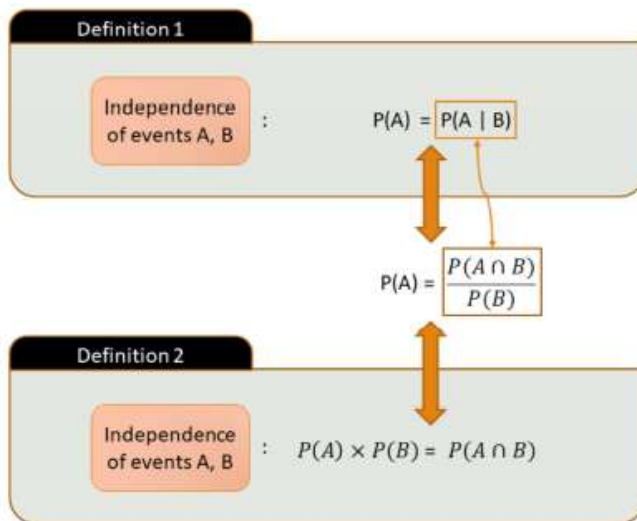 Definition 1
Independence
of events A, B
:
P(A) = P(A | B)
P(A) = P(A ∩ B) / P(B)
Definition 2
Independence
of events A, B
:
P(A) × P(B) = P(A ∩ B)